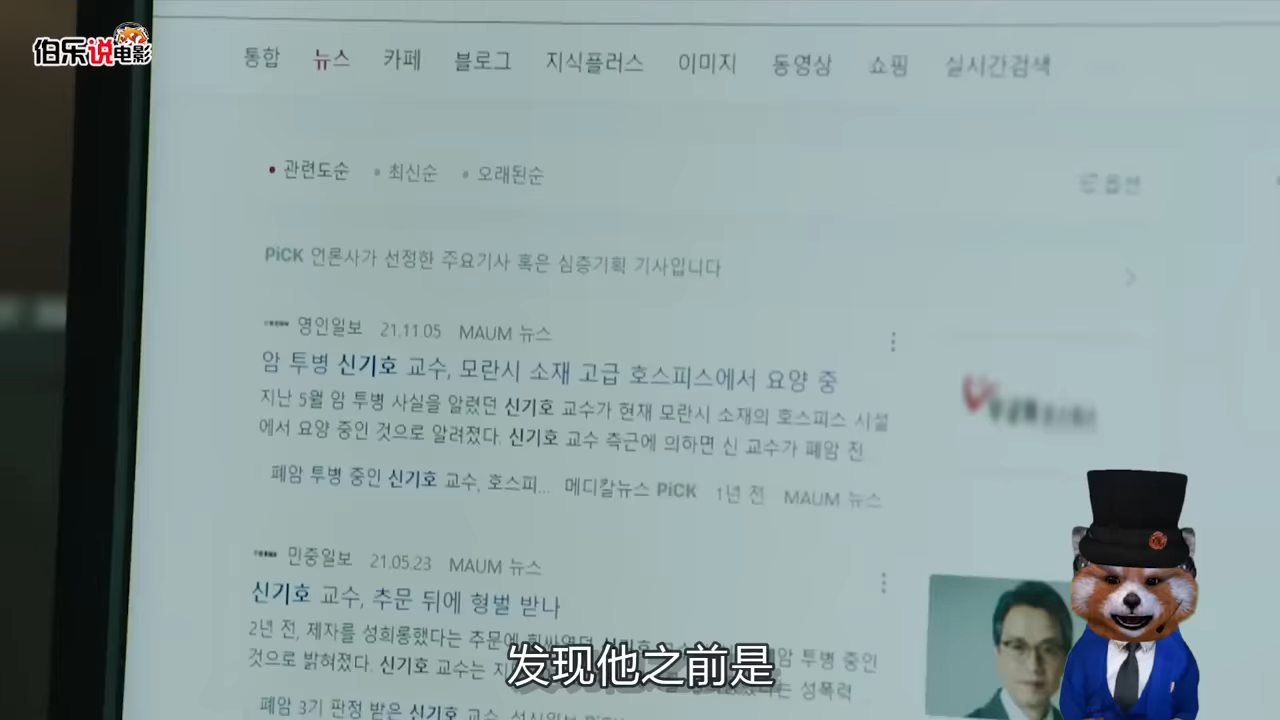 伯乐说电影
통합 뉴스 카페 블로그 지식플러스 이미지 동영상 쇼핑 실시간검색
• 관련도순 • 최신순 • 오래된순 옵션
PiCK 언론사가 선정한 주요기사 혹은 심층기획 기사입니다
영인일보 21.11.05 MAUM 뉴스
암 투병 신기호 교수, 모란시 소재 고급 호스피스에서 요양 중
지난 5월 암 투병 사실을 알렸던 신기호 교수가 현재 모란시 소재의 호스피스 시설
에서 요양 중인 것으로 알려졌다. 신기호 교수 측근에 의하면 신 교수가 폐암 진
폐암 투병 중인 신기호 교수, 호스피... 메디칼뉴스 PiCK 1년 전 MAUM 뉴스
민중일보 21.05.23 MAUM 뉴스
신기호 교수, 추문 뒤에 형벌 받나
2년 전, 제자를 성희롱했다는 추문에 암 투병 중인
것으로 밝혀졌다. 신기호 교수는 지 는 성폭력
폐암 3기 판정 받은 신기호 교수
发现他之前是